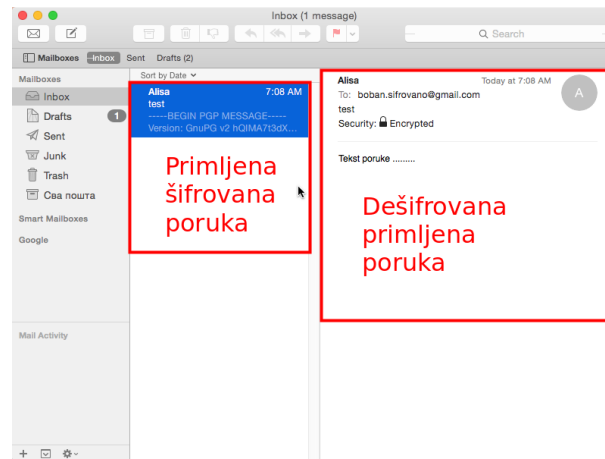 Inbox (1 message)
Search
Mailboxes Inbox Sent Drafts (2)
Mailboxes
Inbox
Drafts 1
Sent
Junk
Trash
Сва пошта
Smart Mailboxes
Google
Mail Activity
Sort by Date
Alisa 7:08 AM
test
-----BEGIN PGP MESSAGE-----
Version: GnuPG v2 hQIMA7t3dX...
Primljena
šifrovana
poruka
Alisa Today at 7:08 AM
A
To: boban.sifrovano@gmail.com
test
Security: Encrypted
Tekst poruke .........
Dešifrovana
primljena
poruka